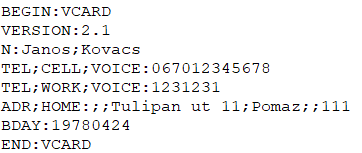 BEGIN:VCARD
VERSION:2.1
N:Janos;Kovacs
TEL;CELL;VOICE:067012345678
TEL;WORK;VOICE:1231231
ADR;HOME:;;Tulipan ut 11;Pomaz;;111
BDAY:19780424
END:VCARD